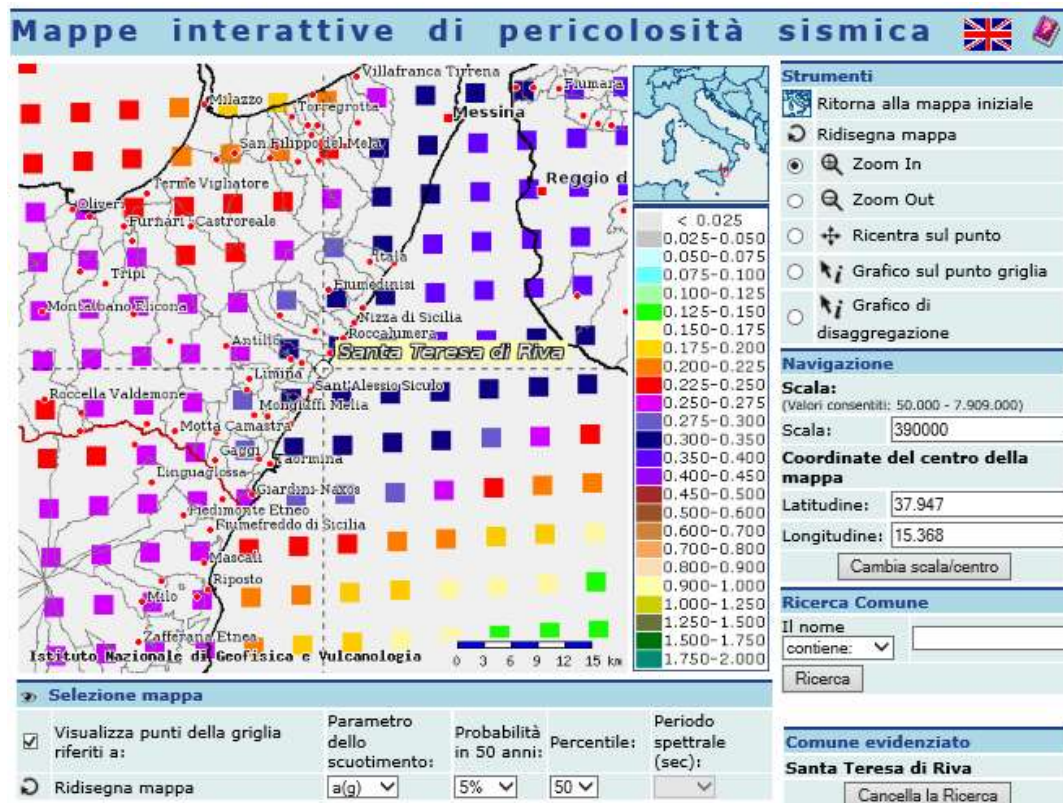 Mappe interattive di pericolosità sismica
Villafranca Tirrena
Fiumara
Milazzo
Torregrotta
Messina
San Filippo del Mela
Terme Vigliatore
Reggio d
Oliveri
Furnari
Castroreale
Itala
Tripi
Fiumedinisi
Montalbano Elicona
Nizza di Sicilia
Roccalumera
Antillo
Santa Teresa di Riva
Limina
Sant'Alessio Siculo
Roccella Valdemone
Mongiuffi Melia
Motta Camastra
Gaggi
Taormina
Linguaglossa
Giardini-Naxos
Piedimonte Etneo
Fiumefreddo di Sicilia
Mascali
Riposto
Milo
Zafferana Etnea
Istituto Nazionale di Geofisica e Vulcanologia
0 3 6 9 12 15 km
< 0.025
0.025-0.050
0.050-0.075
0.075-0.100
0.100-0.125
0.125-0.150
0.150-0.175
0.175-0.200
0.200-0.225
0.225-0.250
0.250-0.275
0.275-0.300
0.300-0.350
0.350-0.400
0.400-0.450
0.450-0.500
0.500-0.600
0.600-0.700
0.700-0.800
0.800-0.900
0.900-1.000
1.000-1.250
1.250-1.500
1.500-1.750
1.750-2.000
Strumenti
Ritorna alla mappa iniziale
Ridisegna mappa
Zoom In
Zoom Out
Ricentra sul punto
Grafico sul punto griglia
Grafico di
disaggregazione
Navigazione
Scala:
(Valori consentiti: 50.000 - 7.909.000)
Scala: 390000
Coordinate del centro della
mappa
Latitudine: 37.947
Longitudine: 15.368
Cambia scala/centro
Ricerca Comune
Il nome
contiene:
Ricerca
Comune evidenziato
Santa Teresa di Riva
Cancella la Ricerca
Selezione mappa
Visualizza punti della griglia
riferiti a:
Parametro
dello
scuotimento:
Probabilità
in 50 anni:
Percentile:
Periodo
spettrale
(sec):
Ridisegna mappa
a(g)
5%
50